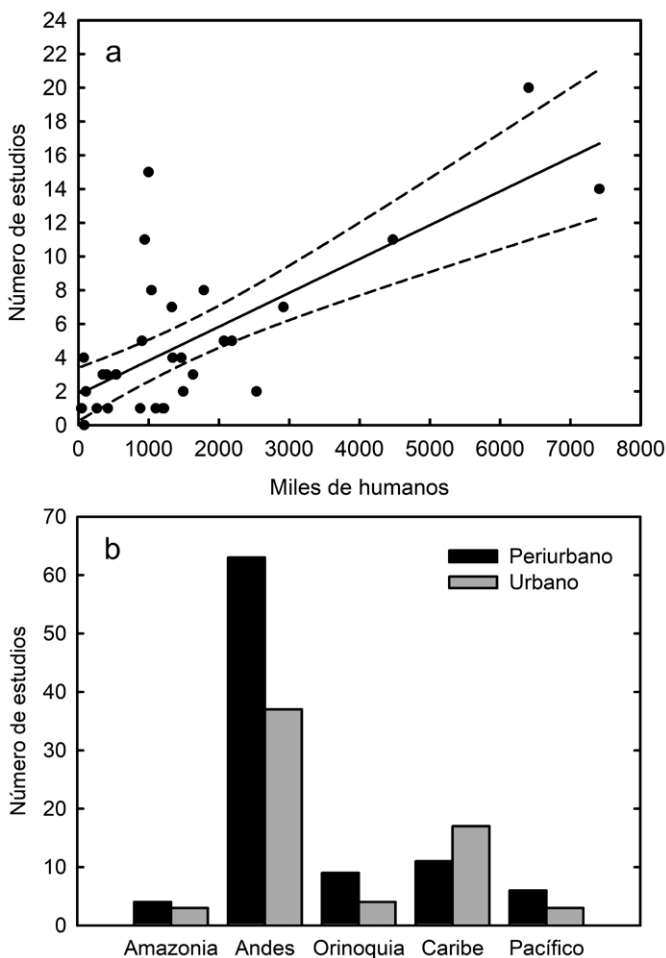 a
Número de estudios
24
22
20
18
16
14
12
10
8
6
4
2
0
0 1000 2000 3000 4000 5000 6000 7000 8000
Miles de humanos
b
Número de estudios
70
60
50
40
30
20
10
0
Periurbano
Urbano
Amazonia Andes Orinoquia Caribe Pacífico